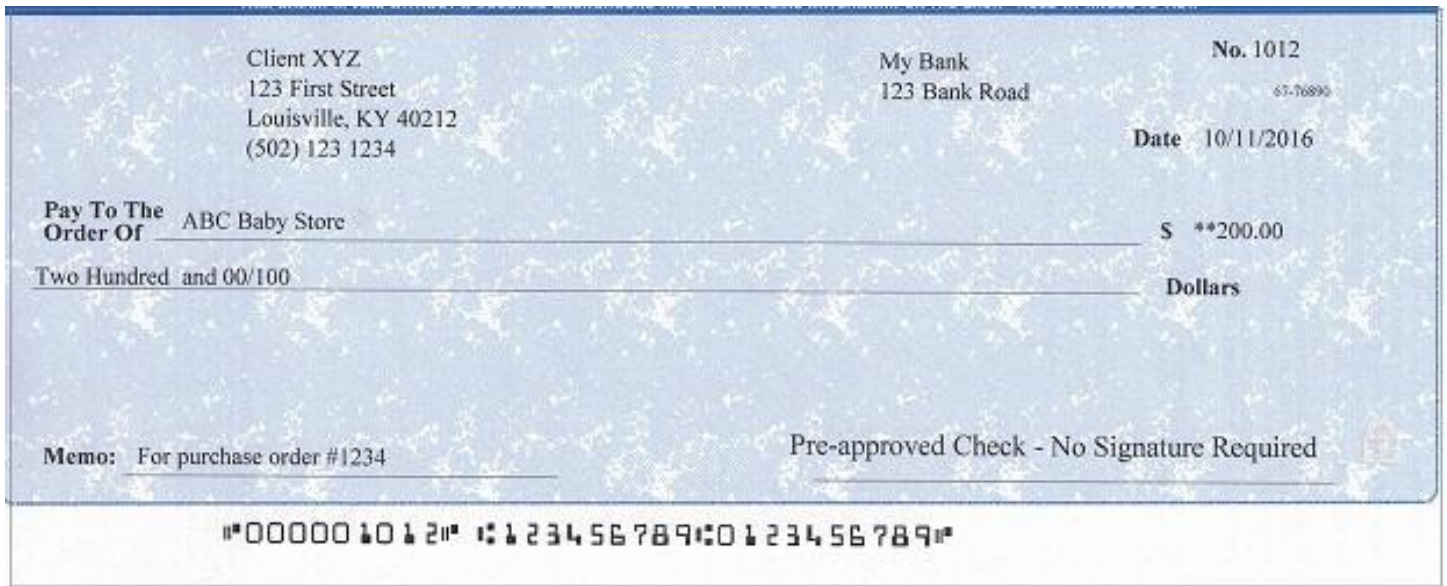 Client XYZ
123 First Street
Louisville, KY 40212
(502) 123 1234
My Bank
123 Bank Road
No. 1012
67-76890
Date 10/11/2016
Pay To The
Order Of ABC Baby Store
$ **200.00
Two Hundred and 00/100
Dollars
Memo: For purchase order #1234
Pre-approved Check - No Signature Required
⑈000001012⑈ ⑆123456789⑆0123456789⑈